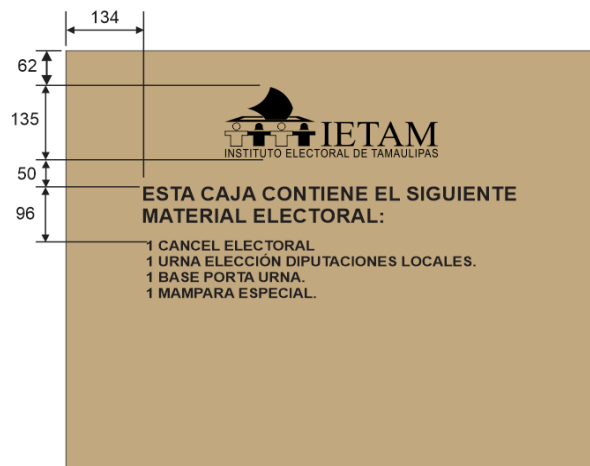 134
62
135
50
96
IETAM
INSTITUTO ELECTORAL DE TAMAULIPAS
ESTA CAJA CONTIENE EL SIGUIENTE
MATERIAL ELECTORAL:
1 CANCEL ELECTORAL
1 URNA ELECCIÓN DIPUTACIONES LOCALES.
1 BASE PORTA URNA.
1 MAMPARA ESPECIAL.